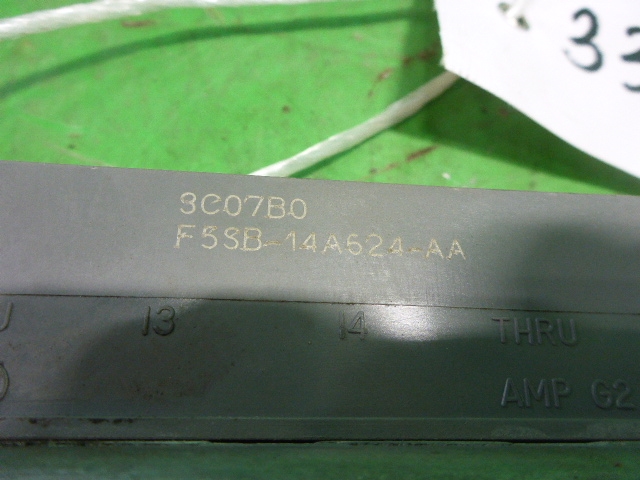 33
3C07B0
F5SB-14A624-AA
13 14 THRU
AMP G2